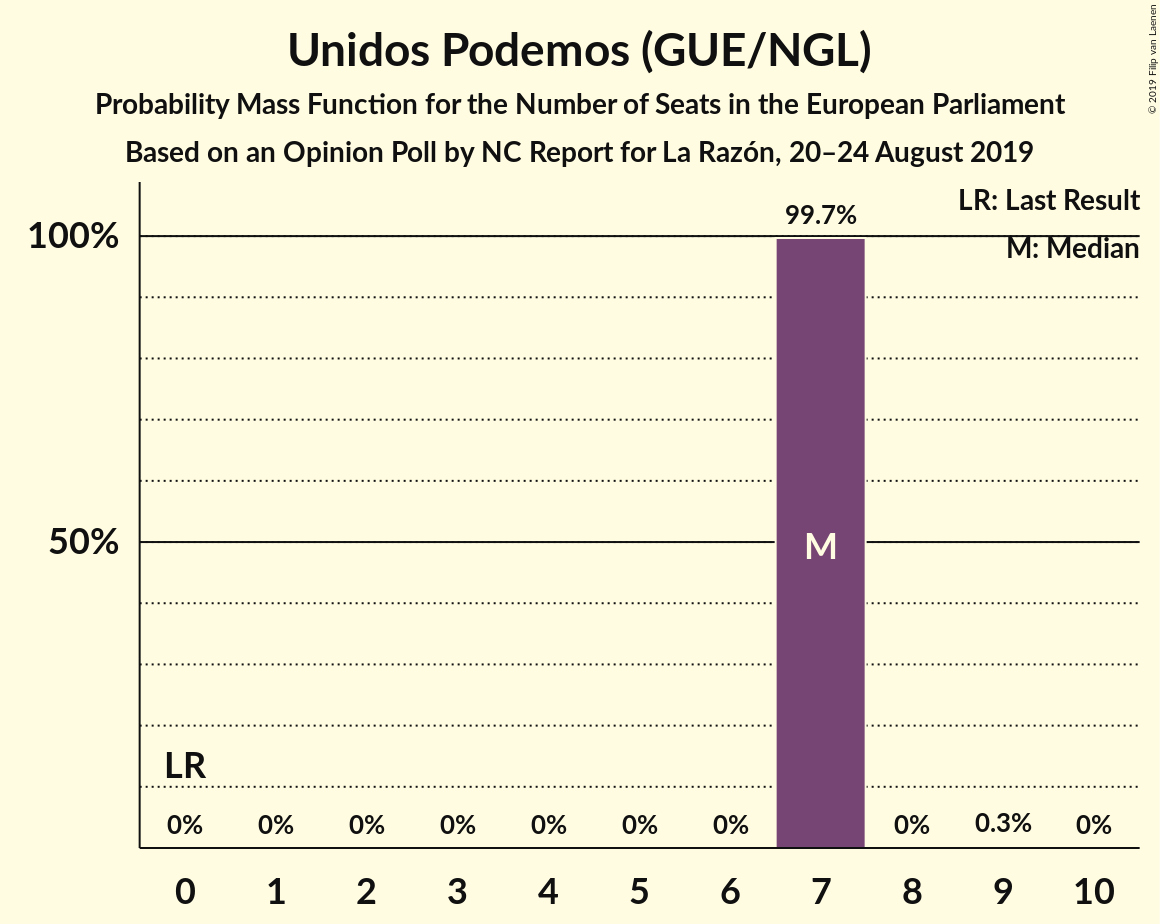 Unidos Podemos (GUE/NGL)
Probability Mass Function for the Number of Seats in the European Parliament
Based on an Opinion Poll by NC Report for La Razón, 20–24 August 2019
© 2019 Filip van Laenen
LR: Last Result
M: Median
99.7%
100%
50%
M
LR
0% 0% 0% 0% 0% 0% 0% 0% 0.3% 0%
0 1 2 3 4 5 6 7 8 9 10